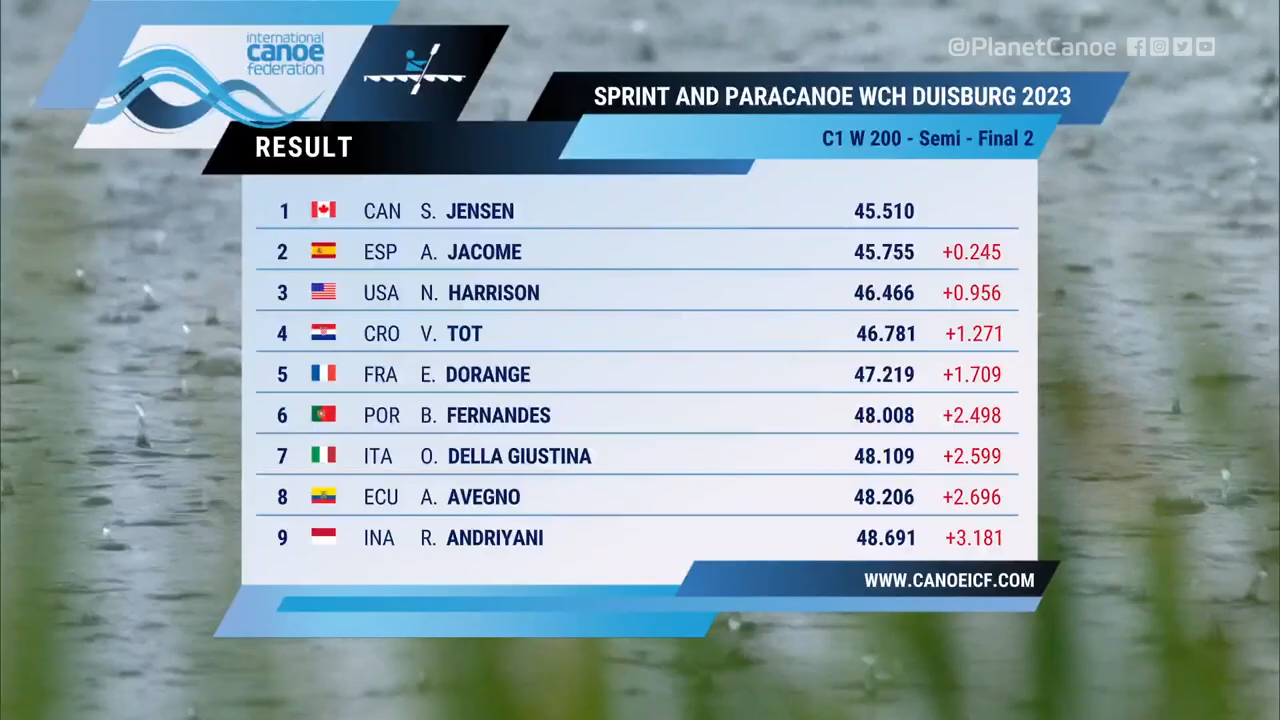 international
canoe
federation
@PlanetCanoe
SPRINT AND PARACANOE WCH DUISBURG 2023
RESULT
C1 W 200 - Semi - Final 2
1 CAN S. JENSEN 45.510
2 ESP A. JACOME 45.755 +0.245
3 USA N. HARRISON 46.466 +0.956
4 CRO V. TOT 46.781 +1.271
5 FRA E. DORANGE 47.219 +1.709
6 POR B. FERNANDES 48.008 +2.498
7 ITA O. DELLA GIUSTINA 48.109 +2.599
8 ECU A. AVEGNO 48.206 +2.696
9 INA R. ANDRIYANI 48.691 +3.181
WWW.CANOEICF.COM